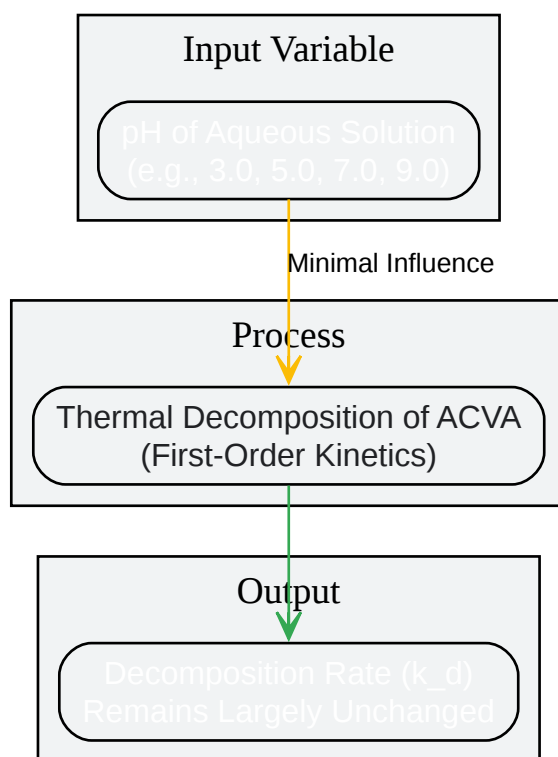 Input Variable
pH of Aqueous Solution
(e.g., 3.0, 5.0, 7.0, 9.0)
Minimal Influence
Process
Thermal Decomposition of ACVA
(First-Order Kinetics)
Output
Decomposition Rate (k_d)
Remains Largely Unchanged